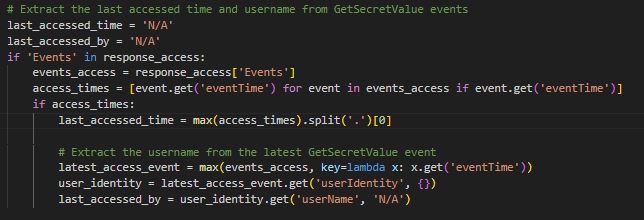 # Extract the last accessed time and username from GetSecretValue events
last_accessed_time = 'N/A'
last_accessed_by = 'N/A'
if 'Events' in response_access:
    events_access = response_access['Events']
    access_times = [event.get('eventTime') for event in events_access if event.get('eventTime')]
    if access_times:
        last_accessed_time = max(access_times).split('.')[0]

        # Extract the username from the latest GetSecretValue event
        latest_access_event = max(events_access, key=lambda x: x.get('eventTime'))
        user_identity = latest_access_event.get('userIdentity', {})
        last_accessed_by = user_identity.get('userName', 'N/A')